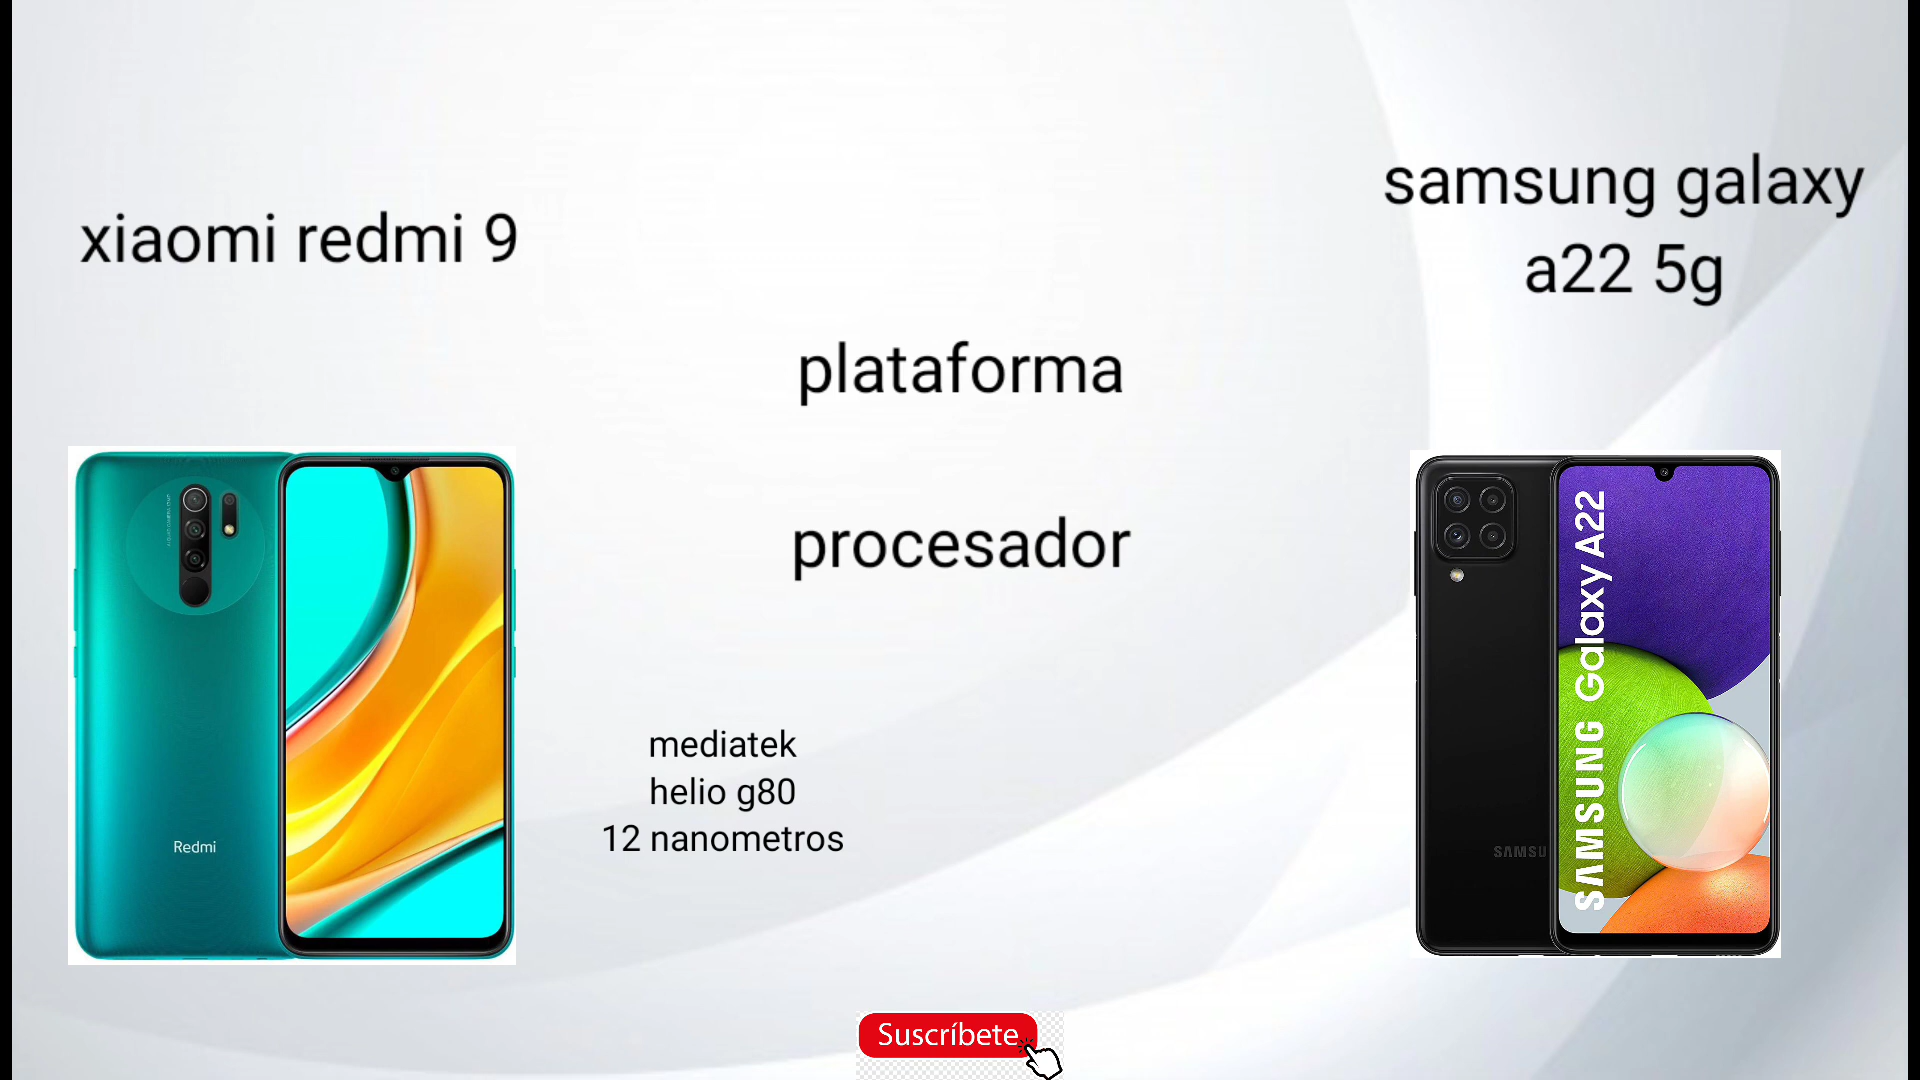 xiaomi redmi 9
samsung galaxy
a22 5g
plataforma
procesador
mediatek
helio g80
12 nanometros
Redmi
SAMSU
SAMSUNG Galaxy A22
Suscríbete